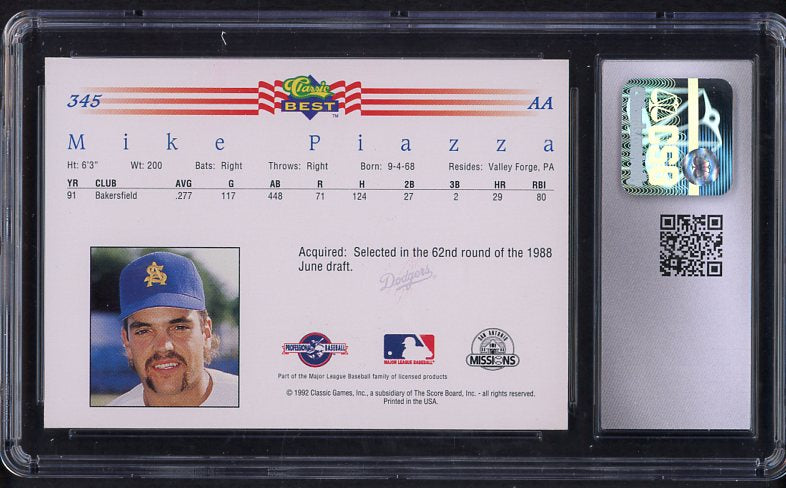 345
Classic
BEST™
AA
Mike Piazza
Ht: 6'3" Wt: 200 Bats: Right Throws: Right Born: 9-4-68 Resides: Valley Forge, PA
YR CLUB AVG G AB R H 2B 3B HR RBI
91 Bakersfield .277 117 448 71 124 27 2 29 80
Acquired: Selected in the 62nd round of the 1988
June draft.
Dodgers
SA
PROFESSIONAL BASEBALL
MAJOR LEAGUE BASEBALL
SAN ANTONIO
MISSIONS
Part of the Major League Baseball family of licensed products
© 1992 Classic Games, Inc., a subsidiary of The Score Board, Inc. - all rights reserved.
Printed in the USA.